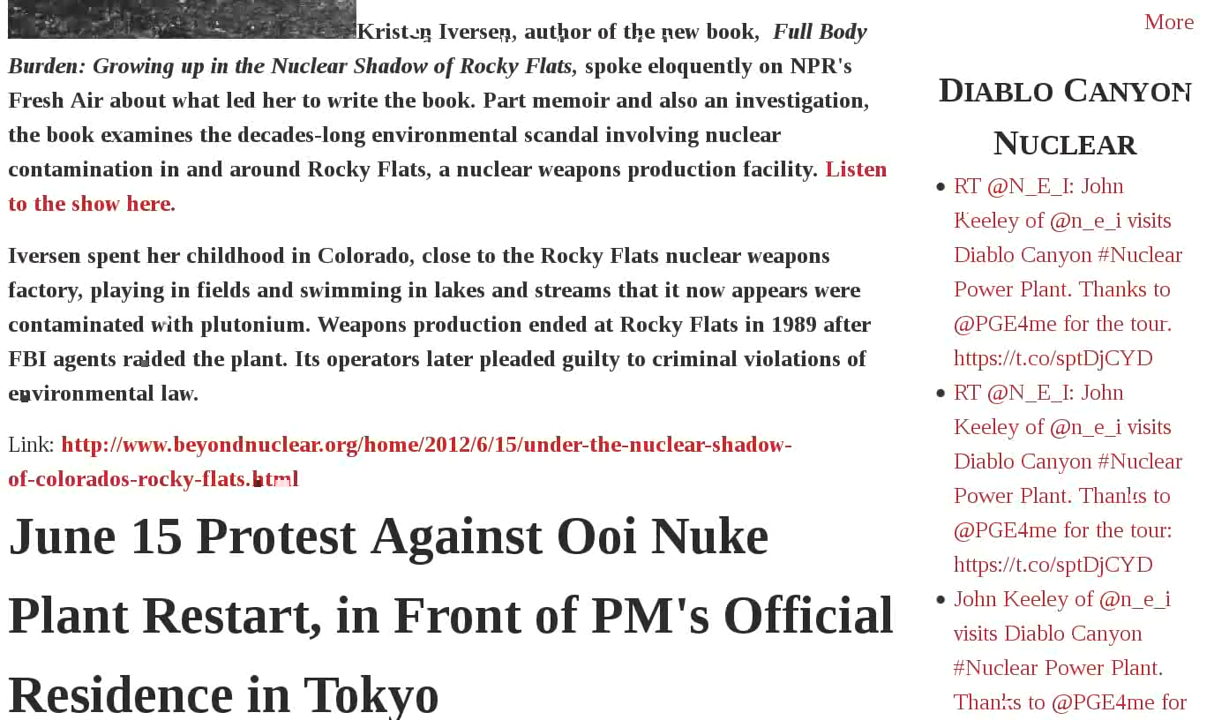 Kristen Iversen, author of the new book, Full Body
Burden: Growing up in the Nuclear Shadow of Rocky Flats, spoke eloquently on NPR's
Fresh Air about what led her to write the book. Part memoir and also an investigation,
the book examines the decades-long environmental scandal involving nuclear
contamination in and around Rocky Flats, a nuclear weapons production facility. Listen
to the show here.
Iversen spent her childhood in Colorado, close to the Rocky Flats nuclear weapons
factory, playing in fields and swimming in lakes and streams that it now appears were
contaminated with plutonium. Weapons production ended at Rocky Flats in 1989 after
FBI agents raided the plant. Its operators later pleaded guilty to criminal violations of
environmental law.
Link: http://www.beyondnuclear.org/home/2012/6/15/under-the-nuclear-shadow-
of-colorados-rocky-flats.html
June 15 Protest Against Ooi Nuke
Plant Restart, in Front of PM's Official
Residence in Tokyo
More
Diablo Canyon
Nuclear
RT @N_E_I: John
Keeley of @n_e_i visits
Diablo Canyon #Nuclear
Power Plant. Thanks to
@PGE4me for the tour.
https://t.co/sptDjCYD
RT @N_E_I: John
Keeley of @n_e_i visits
Diablo Canyon #Nuclear
Power Plant. Thanks to
@PGE4me for the tour:
https://t.co/sptDjCYD
John Keeley of @n_e_i
visits Diablo Canyon
#Nuclear Power Plant.
Thanks to @PGE4me for